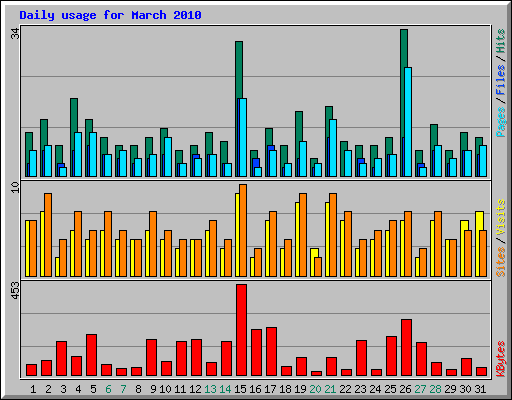 Daily usage for March 2010
34
Pages / Files / Hits
10
Sites / Visits
453
KBytes
1 2 3 4 5 6 7 8 9 10 11 12 13 14 15 16 17 18 19 20 21 22 23 24 25 26 27 28 29 30 31